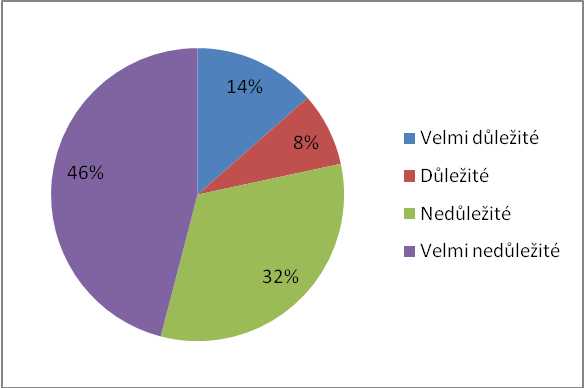 14%
8%
32%
46%
Velmi důležité
Důležité
Nedůležité
Velmi nedůležité